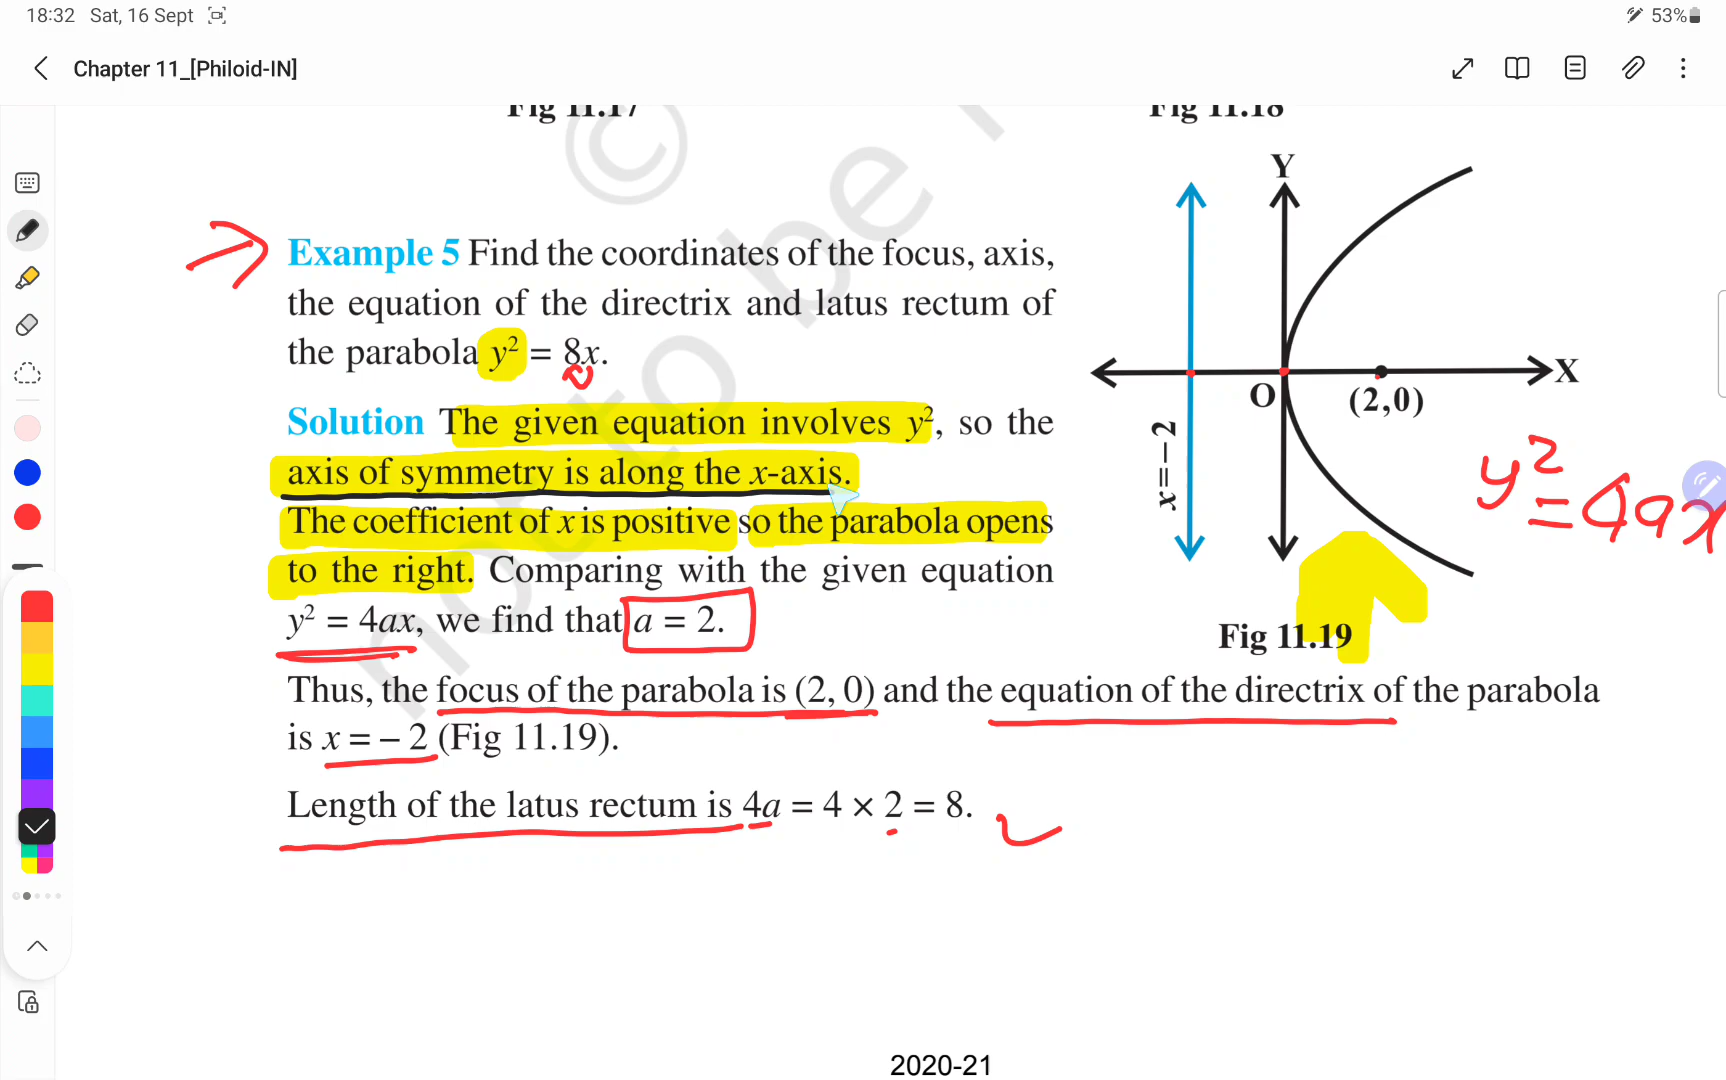 18:32 Sat, 16 Sept 53%
Chapter 11_[Philoid-IN]
Fig 11.17 Fig 11.18
Example 5 Find the coordinates of the focus, axis,
the equation of the directrix and latus rectum of
the parabola y² = 8x.
Solution The given equation involves y², so the
axis of symmetry is along the x-axis.
The coefficient of x is positive so the parabola opens
to the right. Comparing with the given equation
y² = 4ax, we find that a = 2.
Y
X
O
(2,0)
x=–2
y²
=4ax
Fig 11.19
Thus, the focus of the parabola is (2, 0) and the equation of the directrix of the parabola
is x = – 2 (Fig 11.19).
Length of the latus rectum is 4a = 4 × 2 = 8.
© not to be
2020-21